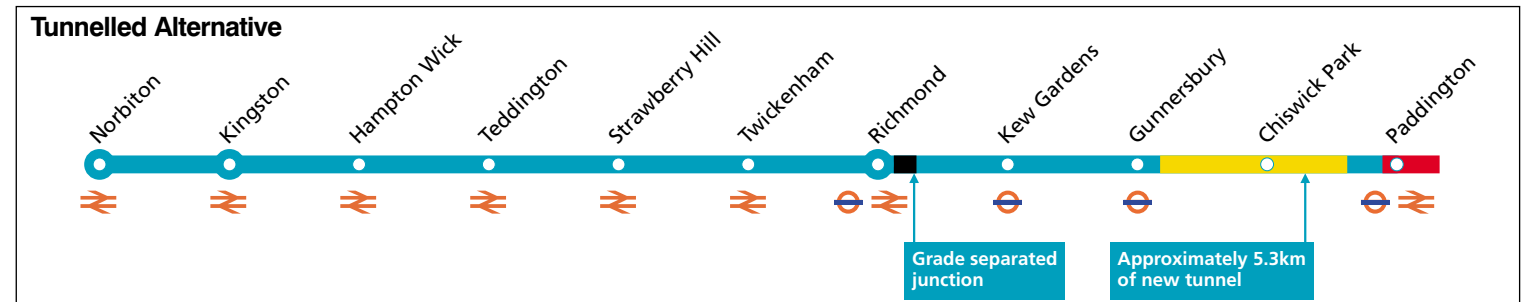 Tunnelled Alternative
Norbiton
Kingston
Hampton Wick
Teddington
Strawberry Hill
Twickenham
Richmond
Kew Gardens
Gunnersbury
Chiswick Park
Paddington
Grade separated
junction
Approximately 5.3km
of new tunnel